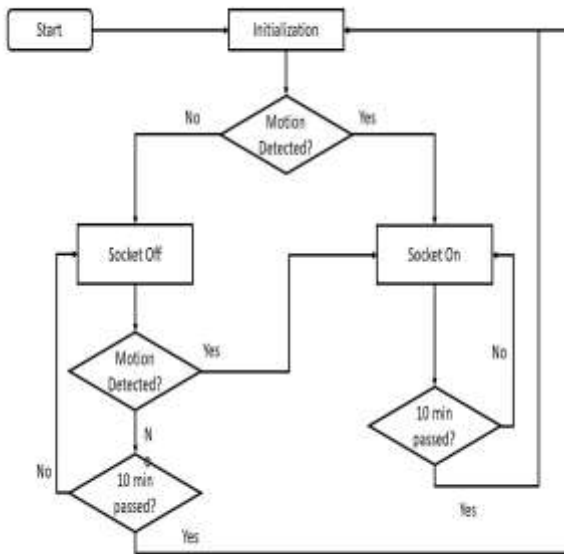 Start
Initialization
No
Yes
Motion
Detected?
Socket Off
Socket On
Motion
Detected?
Yes
No
N
o
10 min
passed?
No
10 min
passed?
Yes
Yes